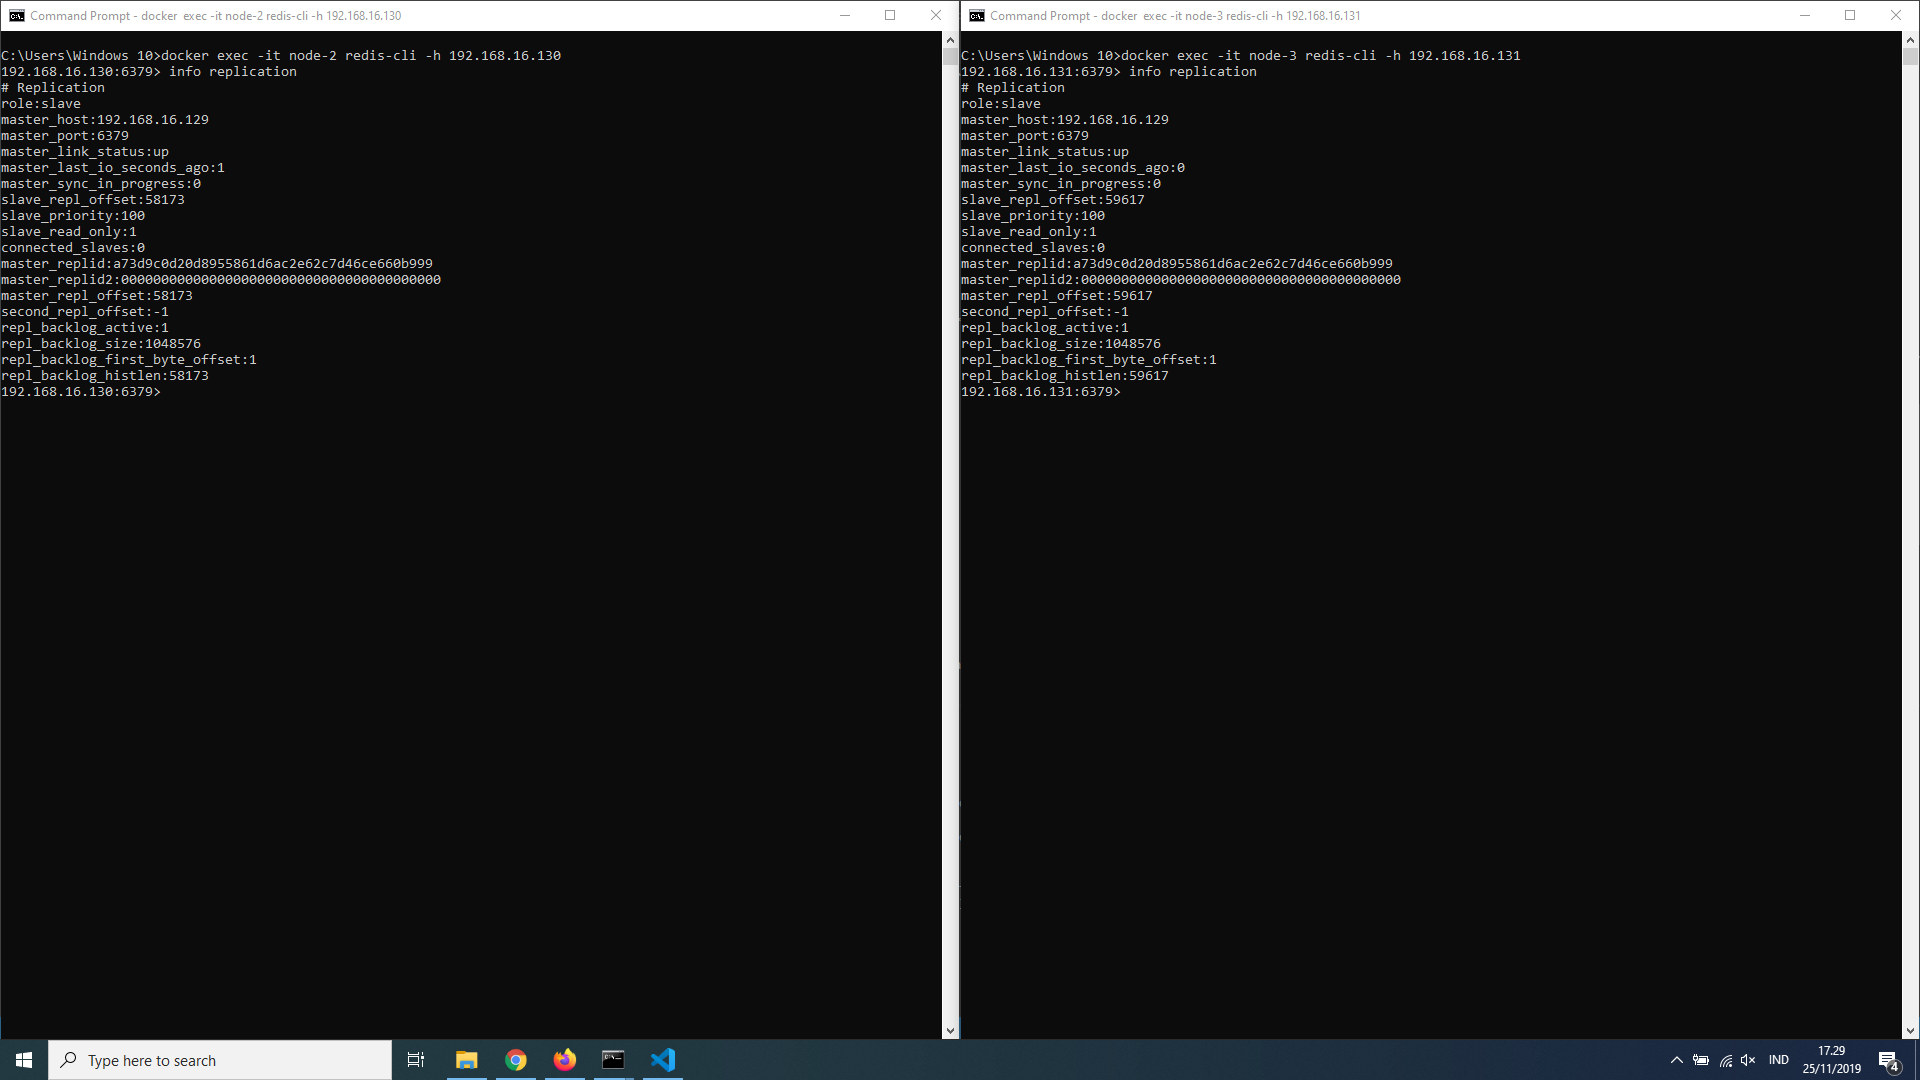 Command Prompt - docker  exec -it node-2 redis-cli -h 192.168.16.130
C:\Users\Windows 10>docker exec -it node-2 redis-cli -h 192.168.16.130
192.168.16.130:6379> info replication
# Replication
role:slave
master_host:192.168.16.129
master_port:6379
master_link_status:up
master_last_io_seconds_ago:1
master_sync_in_progress:0
slave_repl_offset:58173
slave_priority:100
slave_read_only:1
connected_slaves:0
master_replid:a73d9c0d20d8955861d6ac2e62c7d46ce660b999
master_replid2:0000000000000000000000000000000000000000
master_repl_offset:58173
second_repl_offset:-1
repl_backlog_active:1
repl_backlog_size:1048576
repl_backlog_first_byte_offset:1
repl_backlog_histlen:58173
192.168.16.130:6379>
Command Prompt - docker  exec -it node-3 redis-cli -h 192.168.16.131
C:\Users\Windows 10>docker exec -it node-3 redis-cli -h 192.168.16.131
192.168.16.131:6379> info replication
# Replication
role:slave
master_host:192.168.16.129
master_port:6379
master_link_status:up
master_last_io_seconds_ago:0
master_sync_in_progress:0
slave_repl_offset:59617
slave_priority:100
slave_read_only:1
connected_slaves:0
master_replid:a73d9c0d20d8955861d6ac2e62c7d46ce660b999
master_replid2:0000000000000000000000000000000000000000
master_repl_offset:59617
second_repl_offset:-1
repl_backlog_active:1
repl_backlog_size:1048576
repl_backlog_first_byte_offset:1
repl_backlog_histlen:59617
192.168.16.131:6379>
Type here to search
IND
17.29
25/11/2019
4